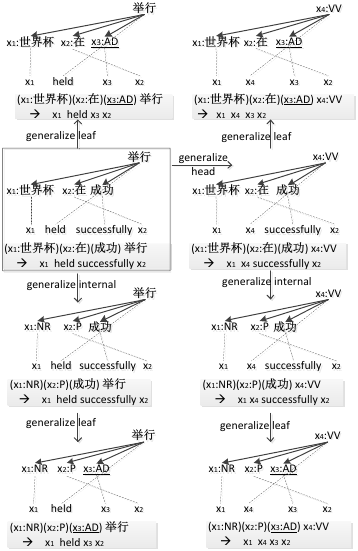 举行 x4:VV
x1:世界杯 x2:在 x3:AD x1:世界杯 x2:在 x3:AD
x1 held x3 x2 x1 x4 x3 x2
(x1:世界杯)(x2:在)(x3:AD) 举行 (x1:世界杯)(x2:在)(x3:AD) x4:VV
→ x1 held x3 x2 → x1 x4 x3 x2
generalize leaf generalize leaf
举行 generalize head x4:VV
x1:世界杯 x2:在 成功 x1:世界杯 x2:在 成功
x1 held successfully x2 x1 x4 successfully x2
(x1:世界杯)(x2:在)(成功) 举行 (x1:世界杯)(x2:在)(成功) x4:VV
→ x1 held successfully x2 → x1 x4 successfully x2
generalize internal generalize internal
举行 x4:VV
x1:NR x2:P 成功 x1:NR x2:P 成功
x1 held successfully x2 x1 x4 successfully x2
(x1:NR)(x2:P)(成功) 举行 (x1:NR)(x2:P)(成功) x4:VV
→ x1 held successfully x2 → x1 x4 successfully x2
generalize leaf generalize leaf
举行 x4:VV
x1:NR x2:P x3:AD x1:NR x2:P x3:AD
x1 held x3 x2 x1 x4 x3 x2
(x1:NR)(x2:P)(x3:AD) 举行 (x1:NR)(x2:P)(x3:AD) x4:VV
→ x1 held x3 x2 → x1 x4 x3 x2